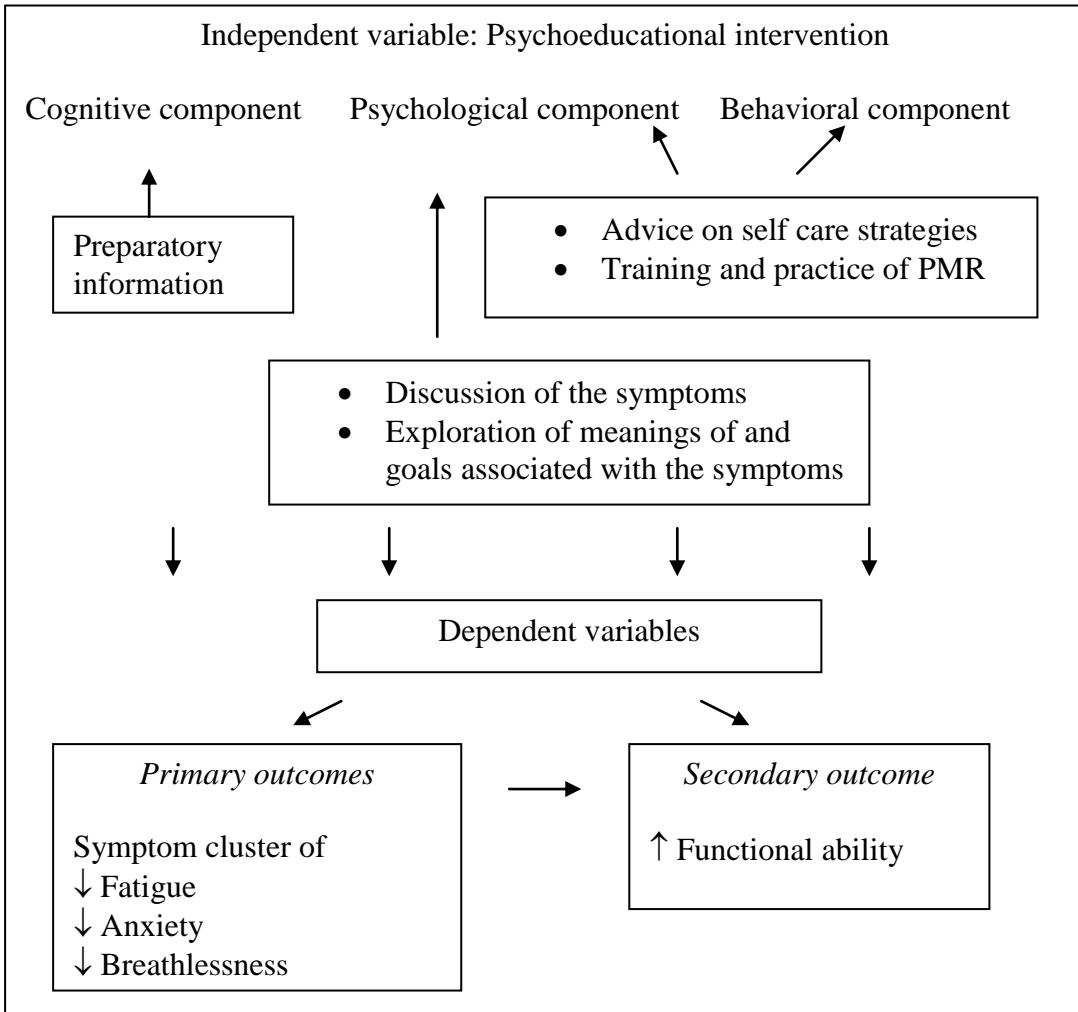 Independent variable: Psychoeducational intervention
Cognitive component Psychological component Behavioral component
Preparatory
information
• Advice on self care strategies
• Training and practice of PMR
• Discussion of the symptoms
• Exploration of meanings of and
goals associated with the symptoms
Dependent variables
Primary outcomes
Symptom cluster of
↓ Fatigue
↓ Anxiety
↓ Breathlessness
Secondary outcome
↑ Functional ability